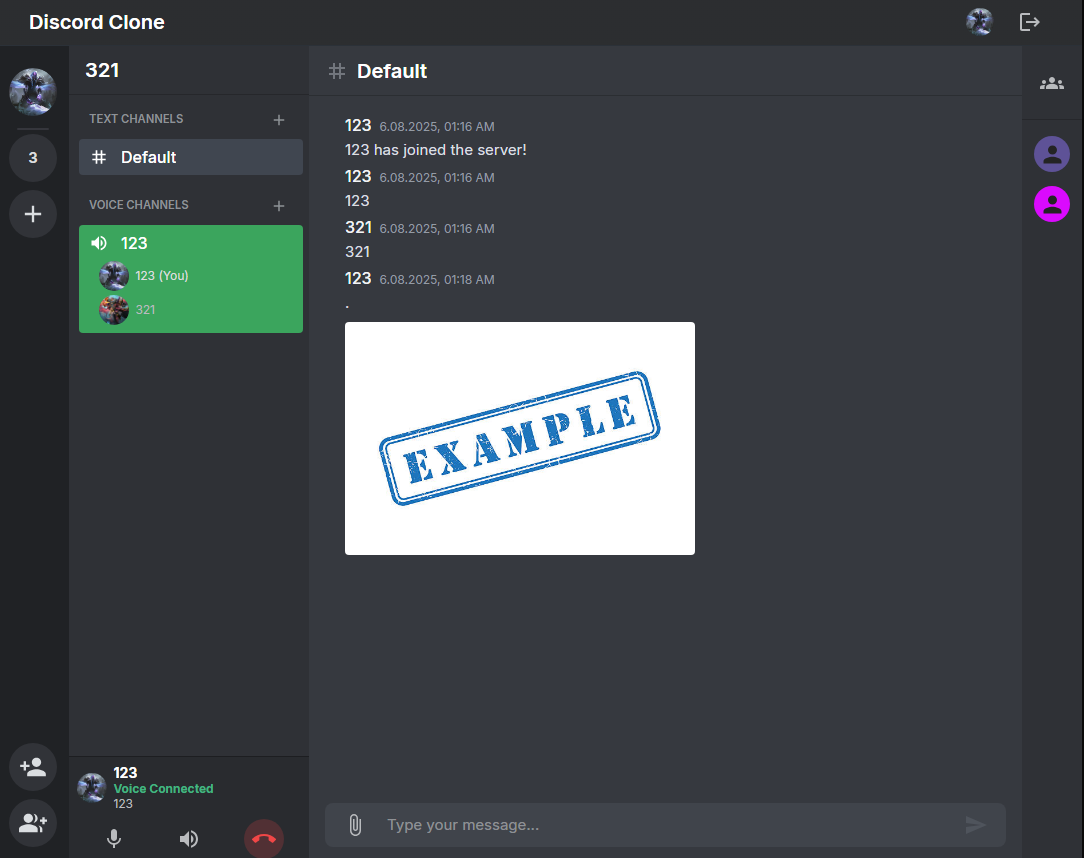 Discord Clone
321
TEXT CHANNELS
Default
VOICE CHANNELS
123
123 (You)
321
3
123
Voice Connected
123
Default
123 6.08.2025, 01:16 AM
123 has joined the server!
123 6.08.2025, 01:16 AM
123
321 6.08.2025, 01:16 AM
321
123 6.08.2025, 01:18 AM
.
EXAMPLE
Type your message...